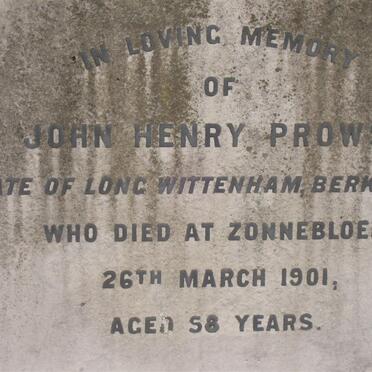 IN LOVING MEMORY
OF
JOHN HENRY PROW
ATE OF LONG WITTENHAM, BERK
WHO DIED AT ZONNEBLOE
26TH MARCH 1901,
AGED 58 YEARS.